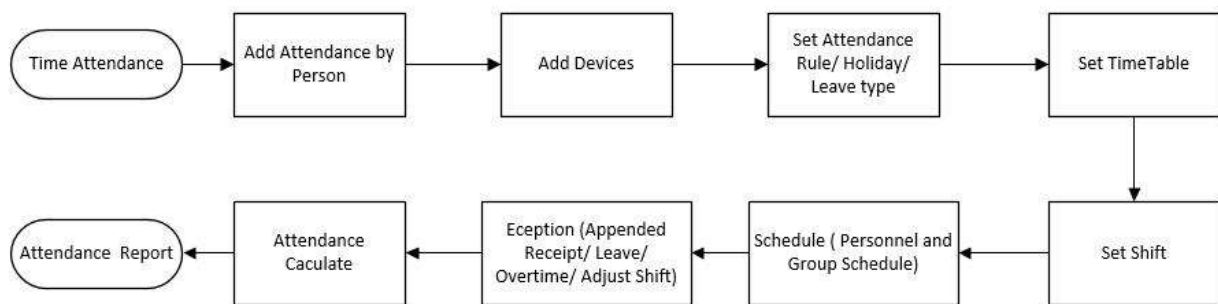 Time Attendance
Add Attendance by
Person
Add Devices
Set Attendance
Rule/ Holiday/
Leave type
Set TimeTable
Set Shift
Schedule ( Personnel and
Group Schedule)
Eception (Appended
Receipt/ Leave/
Overtime/ Adjust Shift)
Attendance
Caculate
Attendance Report